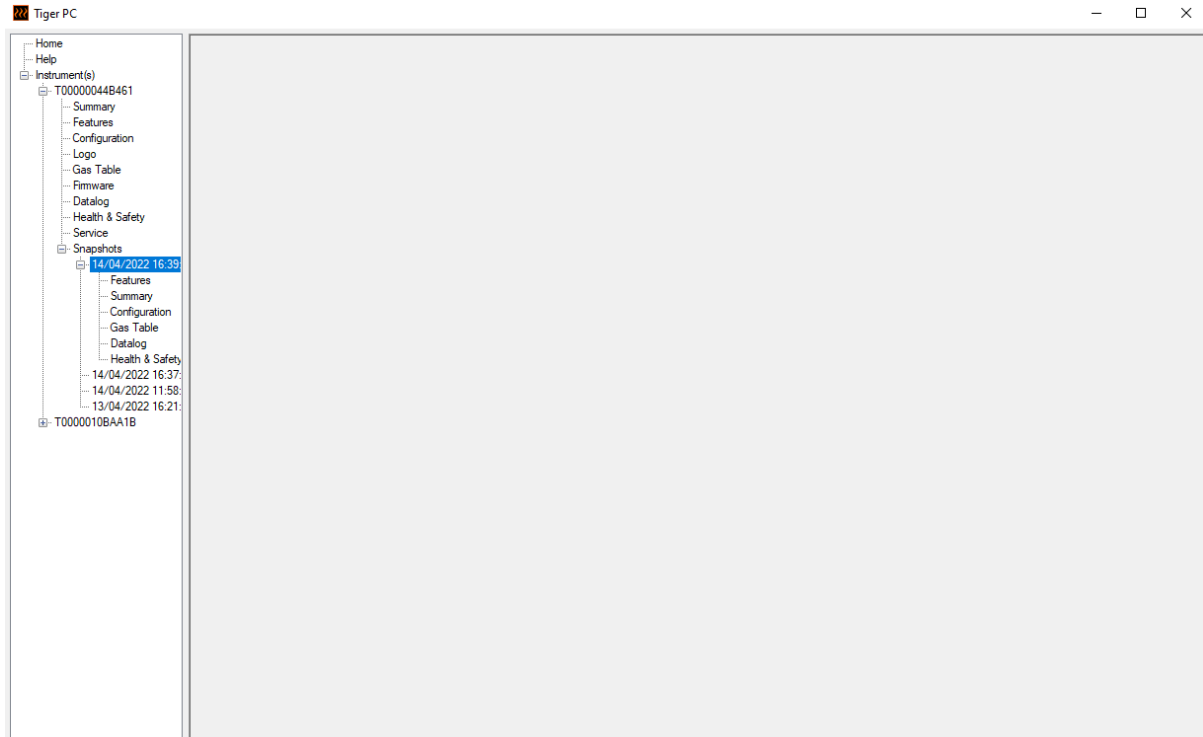 Tiger PC
Home
Help
Instrument(s)
T00000044B461
Summary
Features
Configuration
Logo
Gas Table
Firmware
Datalog
Health & Safety
Service
Snapshots
14/04/2022 16:39:
Features
Summary
Configuration
Gas Table
Datalog
Health & Safety
14/04/2022 16:37:
14/04/2022 11:58:
13/04/2022 16:21:
T0000010BAA1B